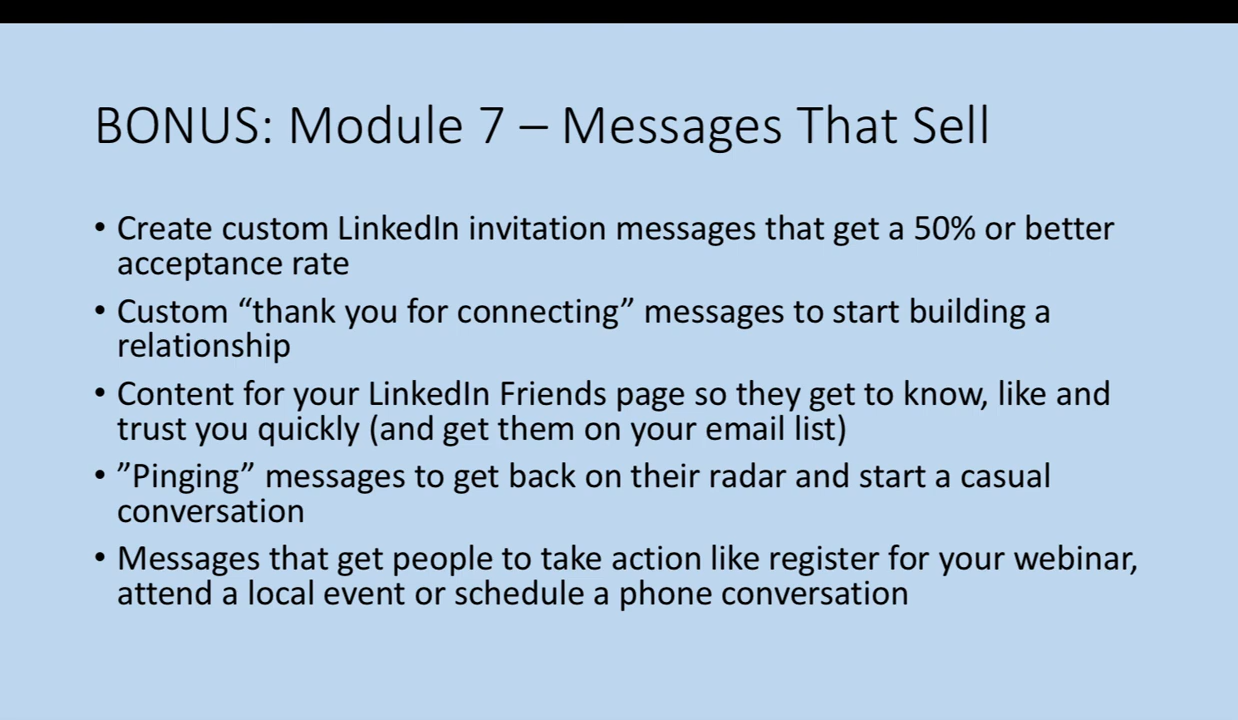 BONUS: Module 7 – Messages That Sell
• Create custom LinkedIn invitation messages that get a 50% or better
acceptance rate
• Custom “thank you for connecting” messages to start building a
relationship
• Content for your LinkedIn Friends page so they get to know, like and
trust you quickly (and get them on your email list)
• ”Pinging” messages to get back on their radar and start a casual
conversation
• Messages that get people to take action like register for your webinar,
attend a local event or schedule a phone conversation